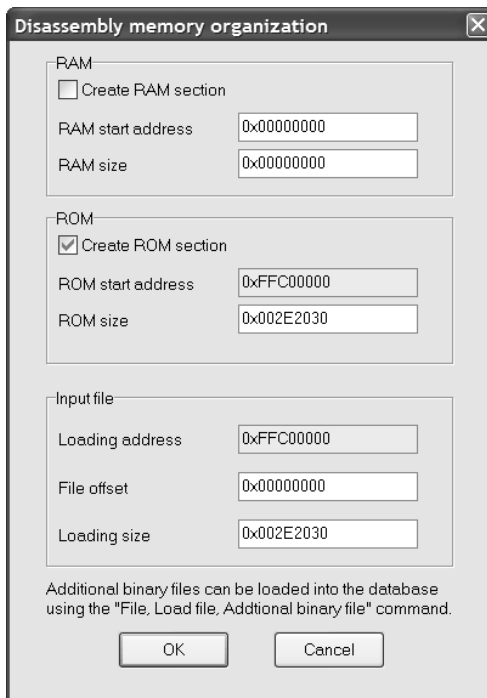 Disassembly memory organization
RAM
Create RAM section
RAM start address 0x00000000
RAM size 0x00000000
ROM
Create ROM section
ROM start address 0xFFC00000
ROM size 0x002E2030
Input file
Loading address 0xFFC00000
File offset 0x00000000
Loading size 0x002E2030
Additional binary files can be loaded into the database
using the "File, Load file, Addtional binary file" command.
OK Cancel